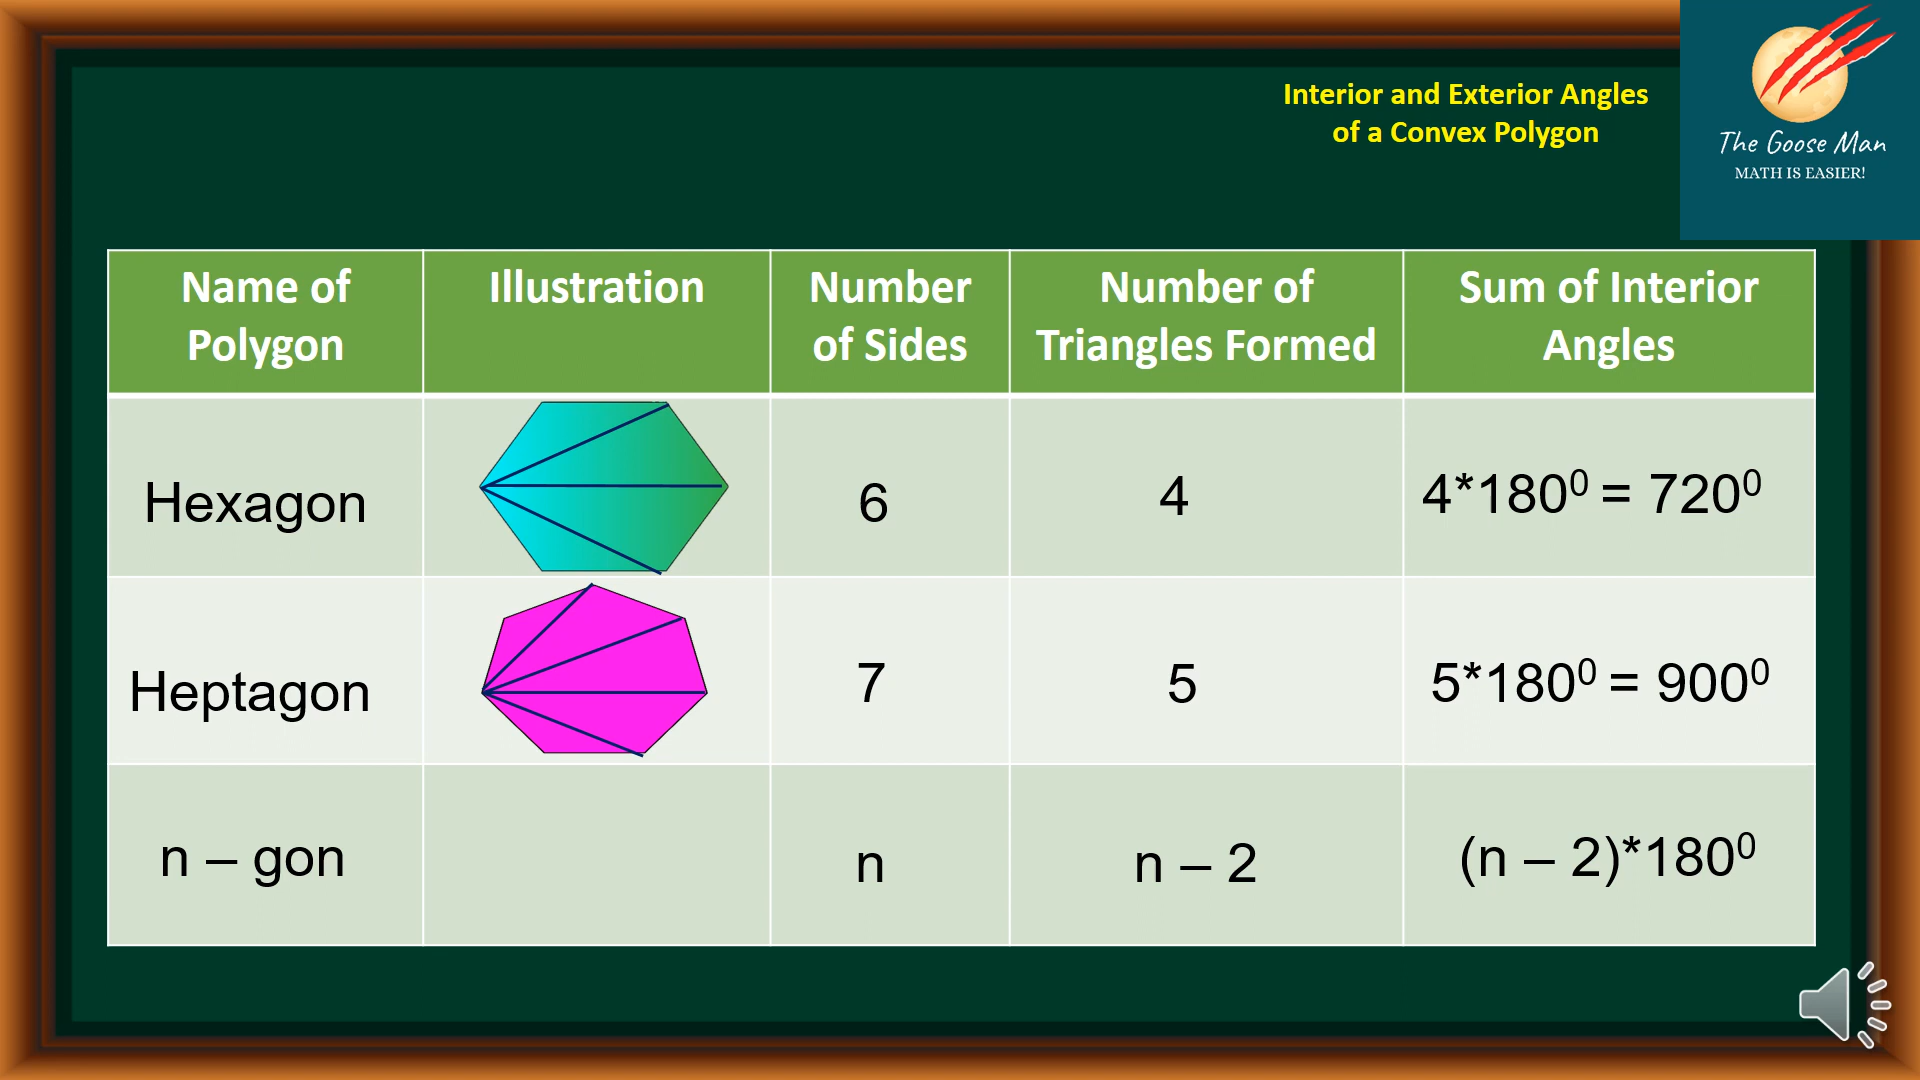 Interior and Exterior Angles
of a Convex Polygon
The Goose Man
MATH IS EASIER!
Name of
Polygon
Illustration
Number
of Sides
Number of
Triangles Formed
Sum of Interior
Angles
Hexagon
6
4
4*180⁰ = 720⁰
Heptagon
7
5
5*180⁰ = 900⁰
n – gon
n
n – 2
(n – 2)*180⁰